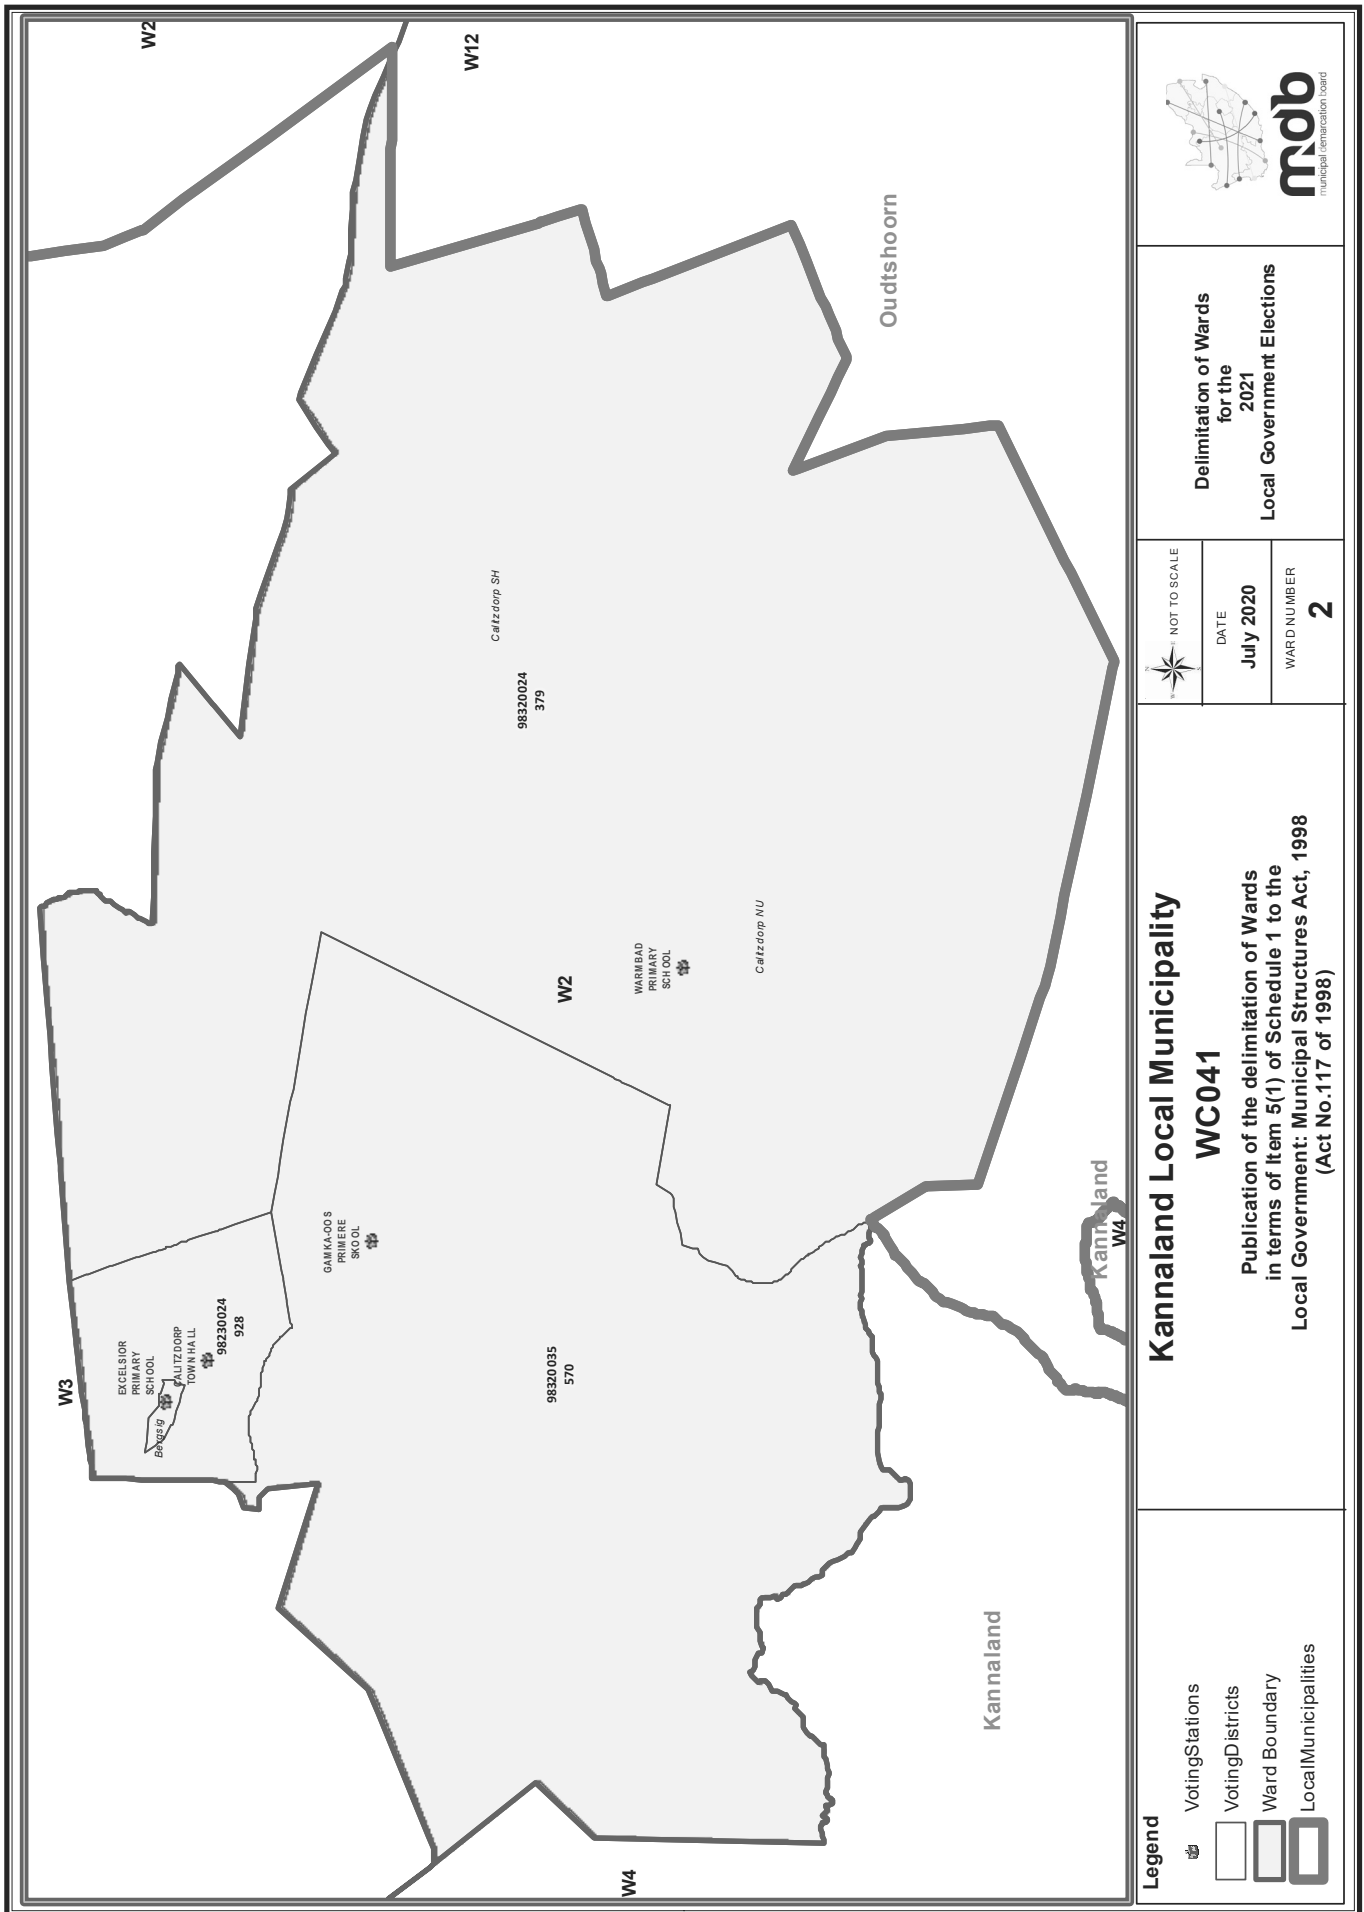 W2
W12
W3
EXCELSIOR
PRIMARY
SCHOOL
CALITZDORP
TOWN HALL
Bergsig
98230024
928
GAMKA-OOS
PRIMERE
SKOOL
98320035
570
W2
WARMBAD
PRIMARY
SCHOOL
Calitzdorp NU
Calitzdorp SH
98320024
379
Oudtshoorn
Kannaland
W4
Kannaland
W4
Legend
VotingStations
VotingDistricts
Ward Boundary
LocalMunicipalities
Kannaland Local Municipality
WC041
Publication of the delimitation of Wards
in terms of Item 5(1) of Schedule 1 to the
Local Government: Municipal Structures Act, 1998
(Act No.117 of 1998)
N
E
S
W
NOT TO SCALE
DATE
July 2020
WARD NUMBER
2
Delimitation of Wards
for the
2021
Local Government Elections
mdb
municipal demarcation board